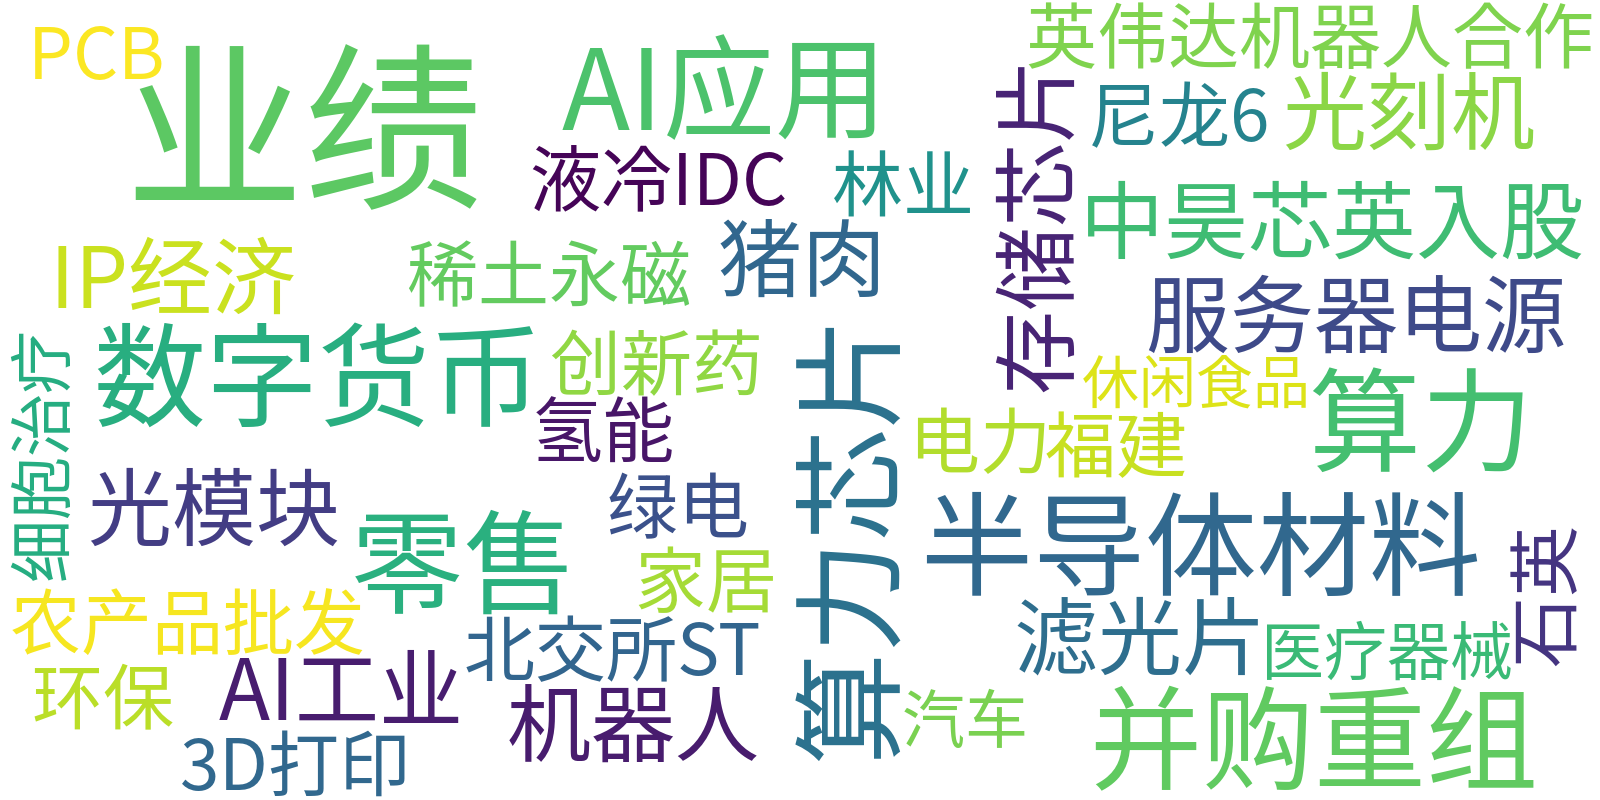 PCB
业绩
AI应用
英伟达机器人合作
尼龙6
光刻机
液冷IDC
林业
存储芯片
中昊芯英入股
IP经济
稀土永磁
猪肉
服务器电源
数字货币
创新药
算力芯片
休闲食品
算力
细胞治疗
氢能
电力
福建
光模块
零售
绿电
半导体材料
石英
家居
农产品批发
北交所ST
滤光片
医疗器械
环保
AI工业
机器人
汽车
并购重组
3D打印